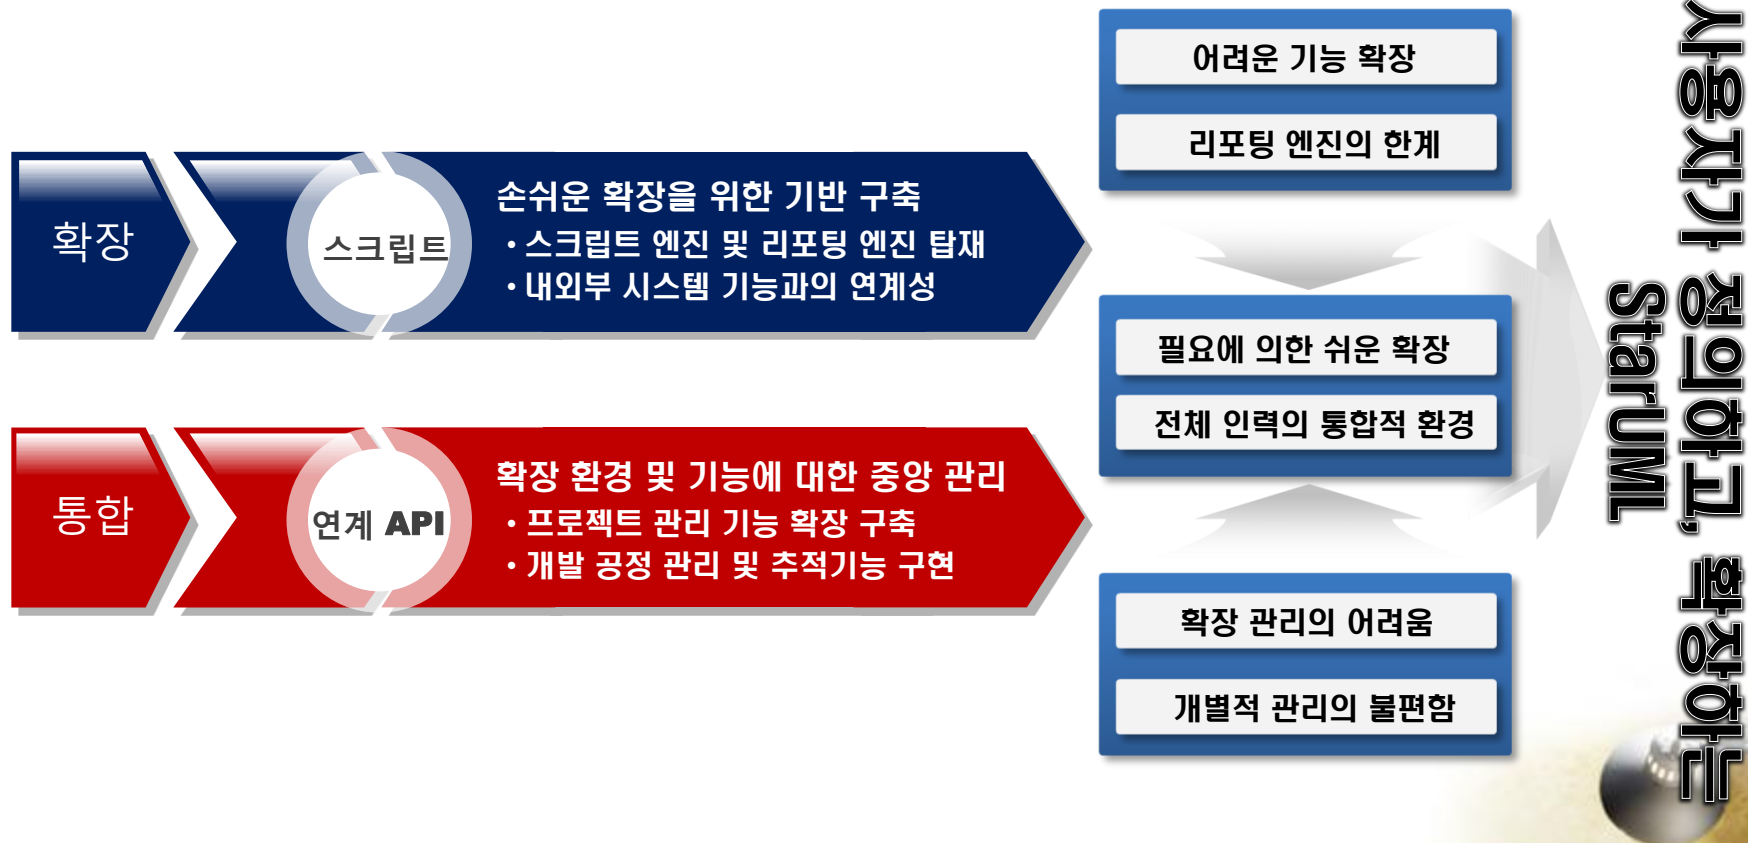 확장
스크립트
손쉬운 확장을 위한 기반 구축
• 스크립트 엔진 및 리포팅 엔진 탑재
• 내외부 시스템 기능과의 연계성
통합
연계 API
확장 환경 및 기능에 대한 중앙 관리
• 프로젝트 관리 기능 확장 구축
• 개발 공정 관리 및 추적기능 구현
어려운 기능 확장
리포팅 엔진의 한계
필요에 의한 쉬운 확장
전체 인력의 통합적 환경
확장 관리의 어려움
개별적 관리의 불편함
사용자가 정의하고, 확장하는
StarUML